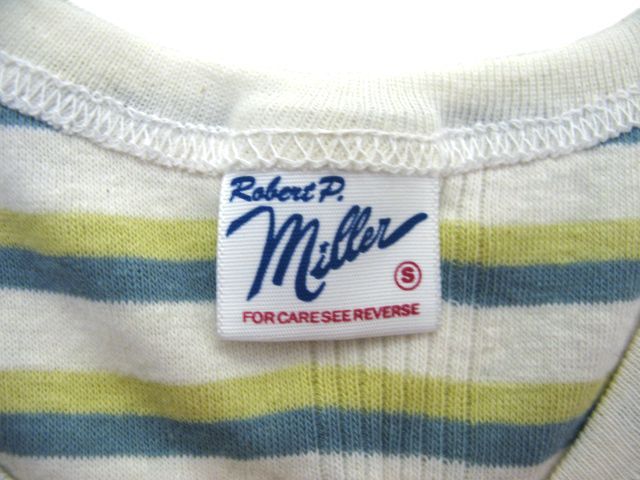 Robert P.
Miller
S
FOR CARE SEE REVERSE